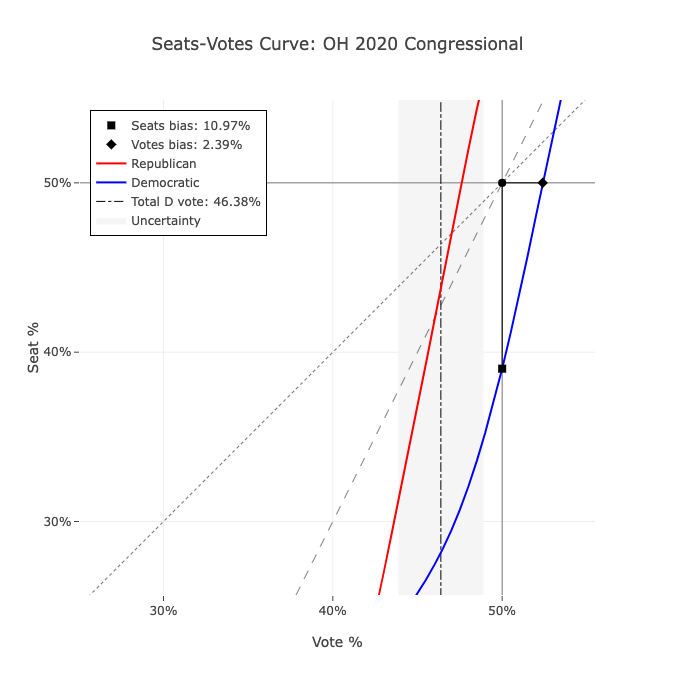 Seats-Votes Curve: OH 2020 Congressional
Seats bias: 10.97%
Votes bias: 2.39%
Republican
Democratic
Total D vote: 46.38%
Uncertainty
50%
40%
30%
Seat %
30%
40%
50%
Vote %